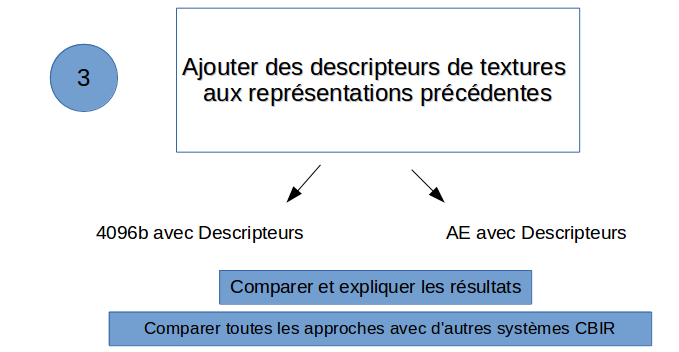 3
Ajouter des descripteurs de textures
aux représentations précédentes
4096b avec Descripteurs
AE avec Descripteurs
Comparer et expliquer les résultats
Comparer toutes les approches avec d'autres systèmes CBIR